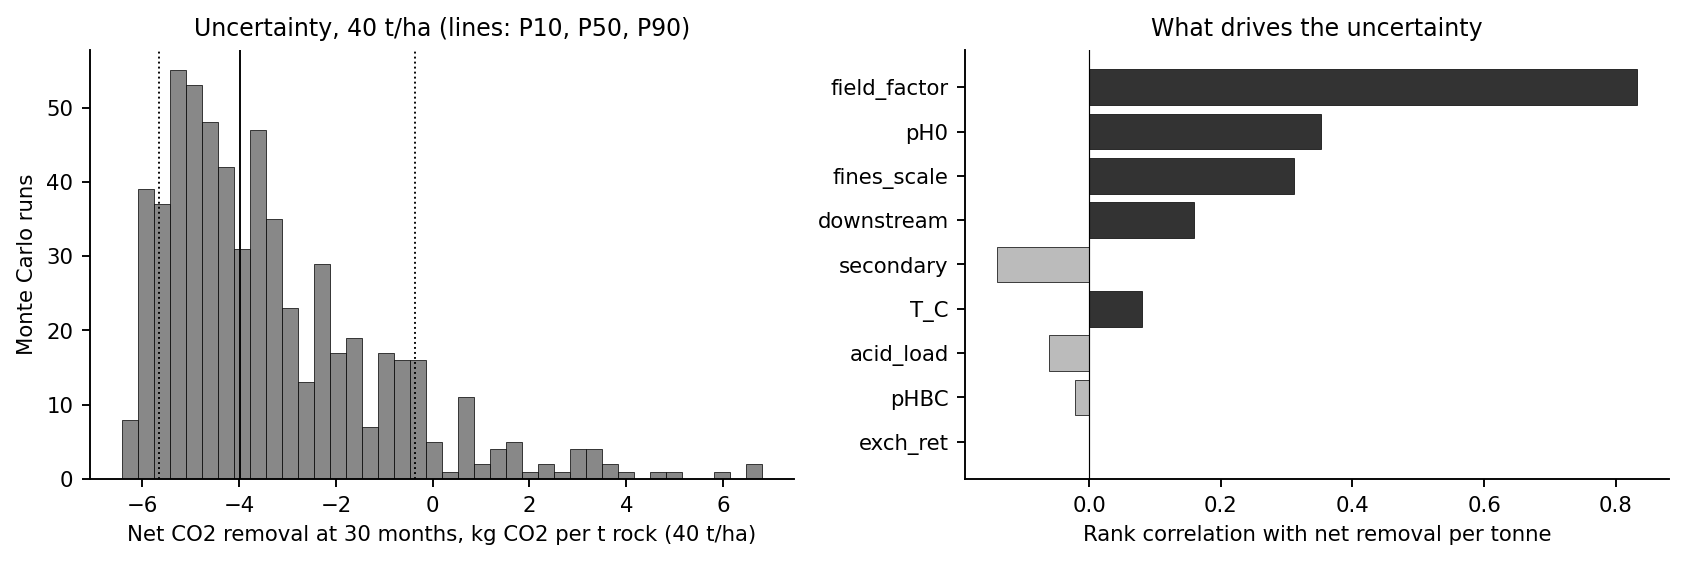 Uncertainty, 40 t/ha (lines: P10, P50, P90)
Monte Carlo runs
50
40
30
20
10
0
−6
−4
−2
0
2
4
6
Net CO2 removal at 30 months, kg CO2 per t rock (40 t/ha)
What drives the uncertainty
field_factor
pH0
fines_scale
downstream
secondary
T_C
acid_load
pHBC
exch_ret
0.0
0.2
0.4
0.6
0.8
Rank correlation with net removal per tonne